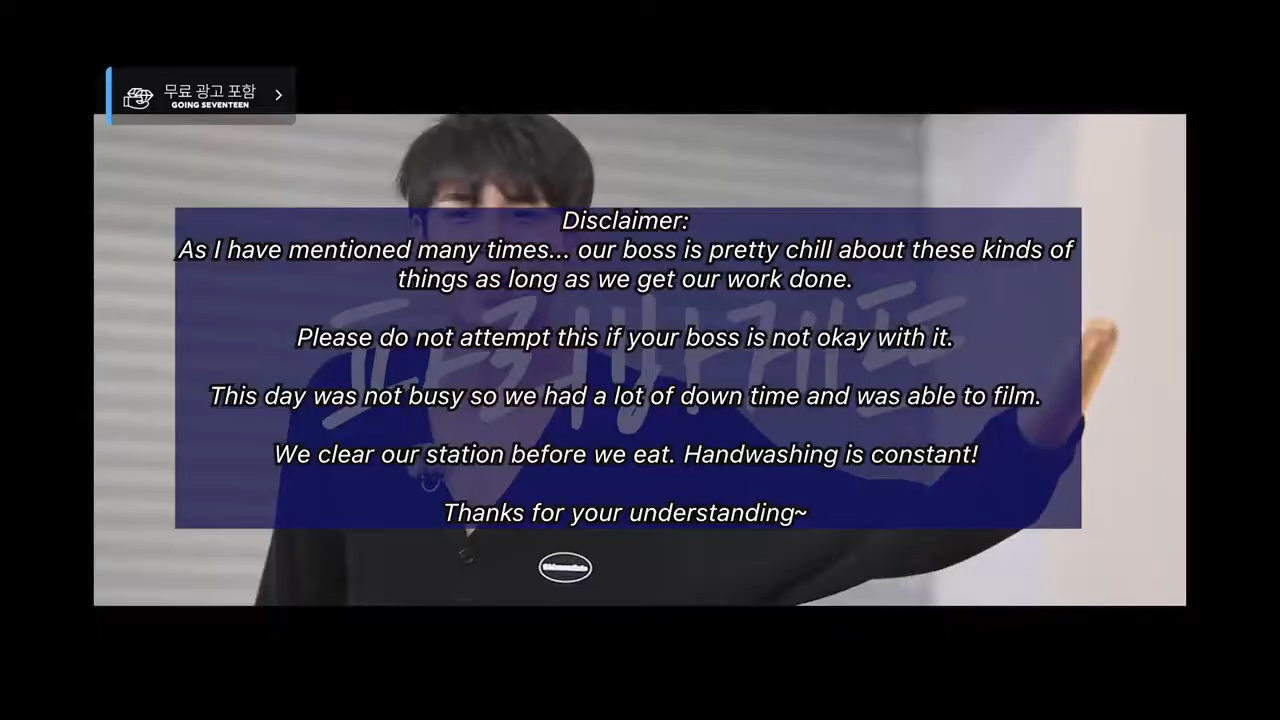 무료 광고 포함
GOING SEVENTEEN
Disclaimer:
As I have mentioned many times... our boss is pretty chill about these kinds of
things as long as we get our work done.
Please do not attempt this if your boss is not okay with it.
This day was not busy so we had a lot of down time and was able to film.
We clear our station before we eat. Handwashing is constant!
Thanks for your understanding~